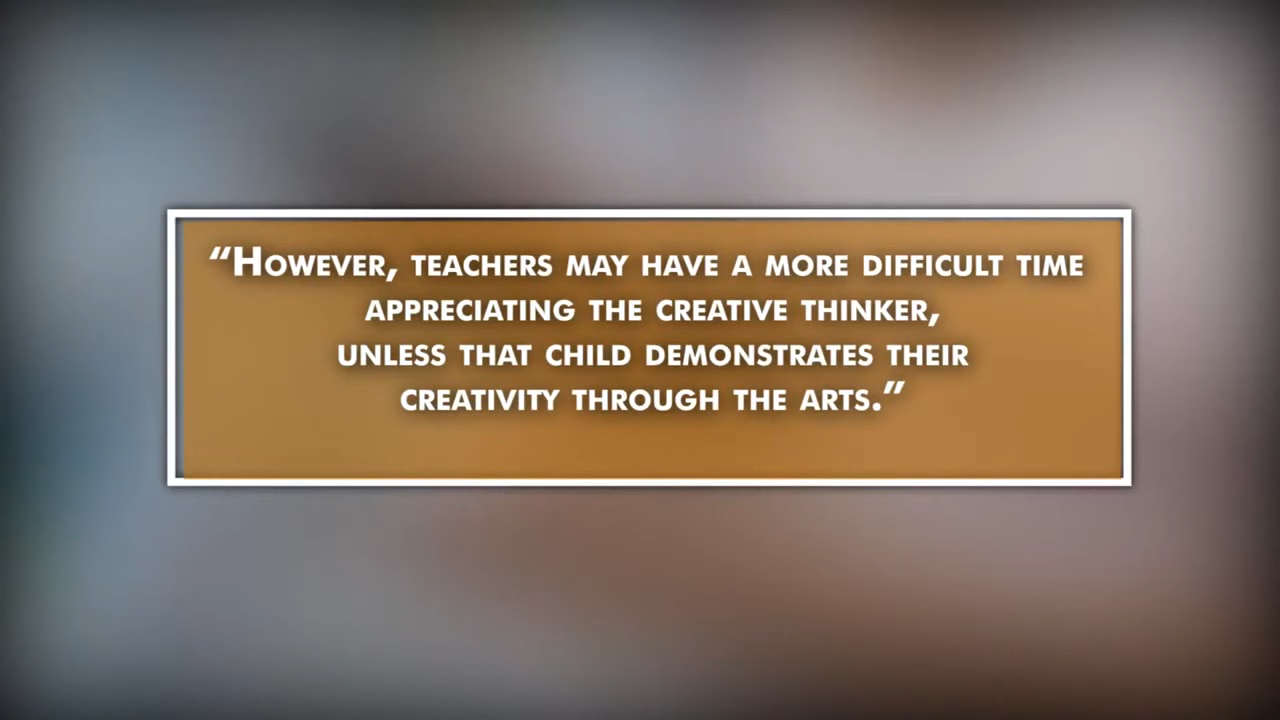 “However, teachers may have a more difficult time
appreciating the creative thinker,
unless that child demonstrates their
creativity through the arts.”